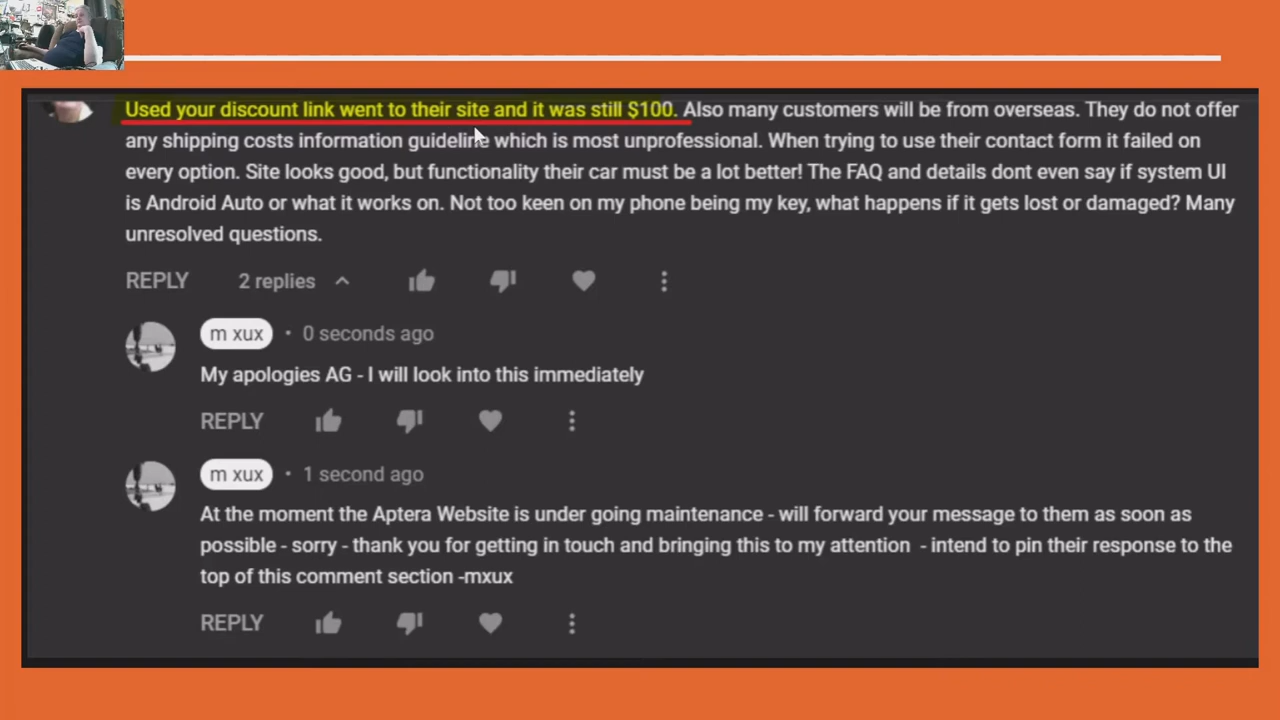 Used your discount link went to their site and it was still $100. Also many customers will be from overseas. They do not offer
any shipping costs information guideline which is most unprofessional. When trying to use their contact form it failed on
every option. Site looks good, but functionality their car must be a lot better! The FAQ and details dont even say if system UI
is Android Auto or what it works on. Not too keen on my phone being my key, what happens if it gets lost or damaged? Many
unresolved questions.
REPLY 2 replies
m xux • 0 seconds ago
My apologies AG - I will look into this immediately
REPLY
m xux • 1 second ago
At the moment the Aptera Website is under going maintenance - will forward your message to them as soon as
possible - sorry - thank you for getting in touch and bringing this to my attention - intend to pin their response to the
top of this comment section -mxux
REPLY